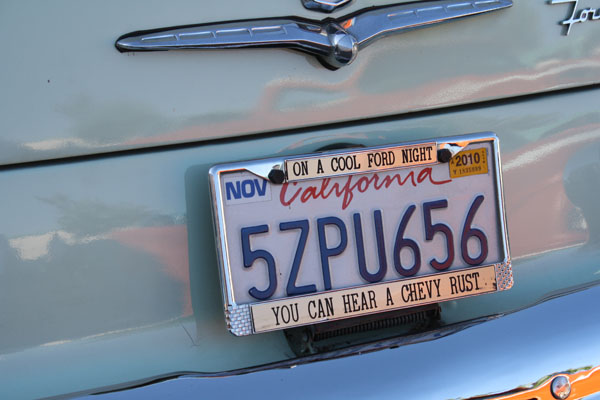 ON A COOL FORD NIGHT
NOV California 2010
5ZPU656
YOU CAN HEAR A CHEVY RUST.